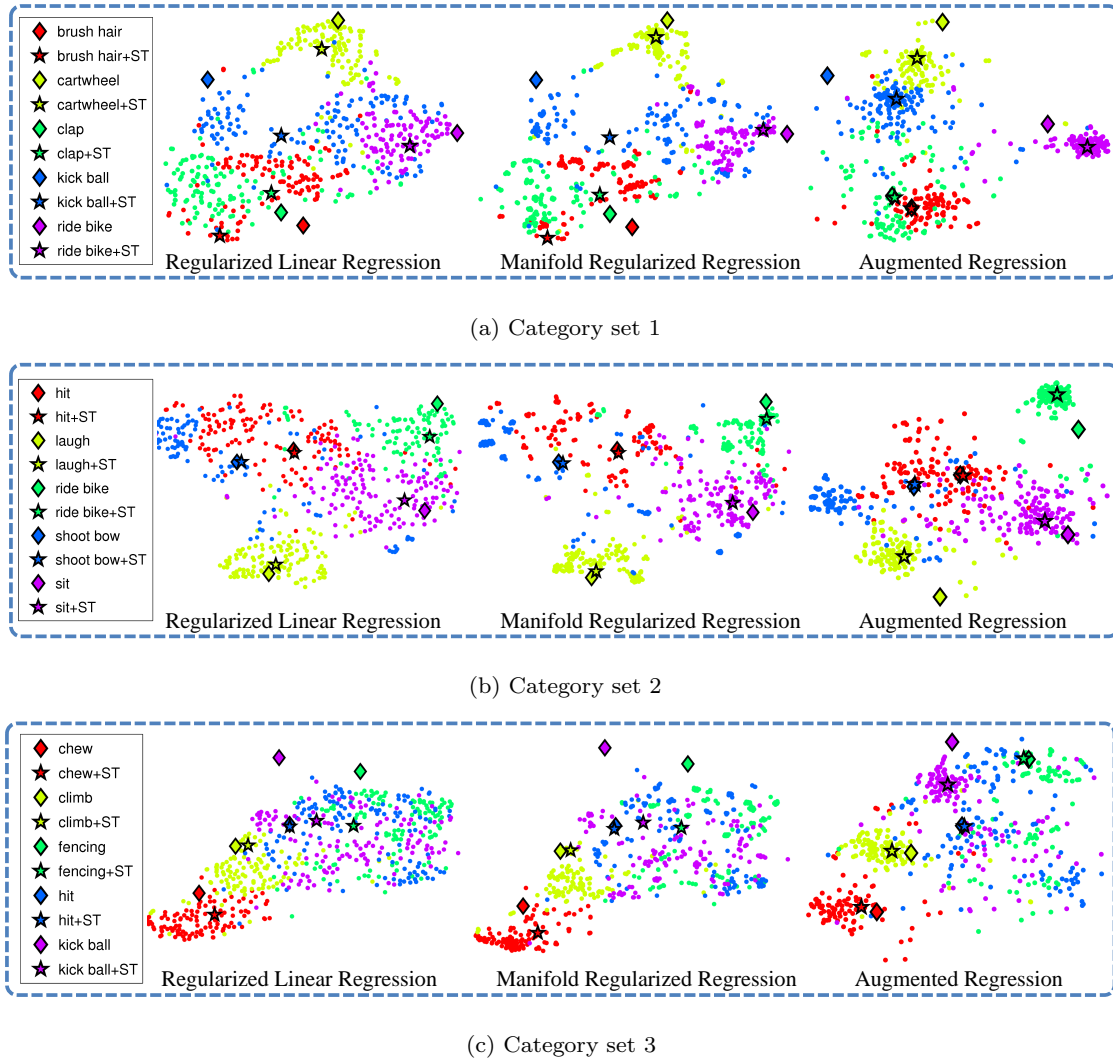 brush hair
brush hair+ST
cartwheel
cartwheel+ST
clap
clap+ST
kick ball
kick ball+ST
ride bike
ride bike+ST
Regularized Linear Regression Manifold Regularized Regression Augmented Regression
(a) Category set 1
hit
hit+ST
laugh
laugh+ST
ride bike
ride bike+ST
shoot bow
shoot bow+ST
sit
sit+ST
Regularized Linear Regression Manifold Regularized Regression Augmented Regression
(b) Category set 2
chew
chew+ST
climb
climb+ST
fencing
fencing+ST
hit
hit+ST
kick ball
kick ball+ST
Regularized Linear Regression Manifold Regularized Regression Augmented Regression
(c) Category set 3